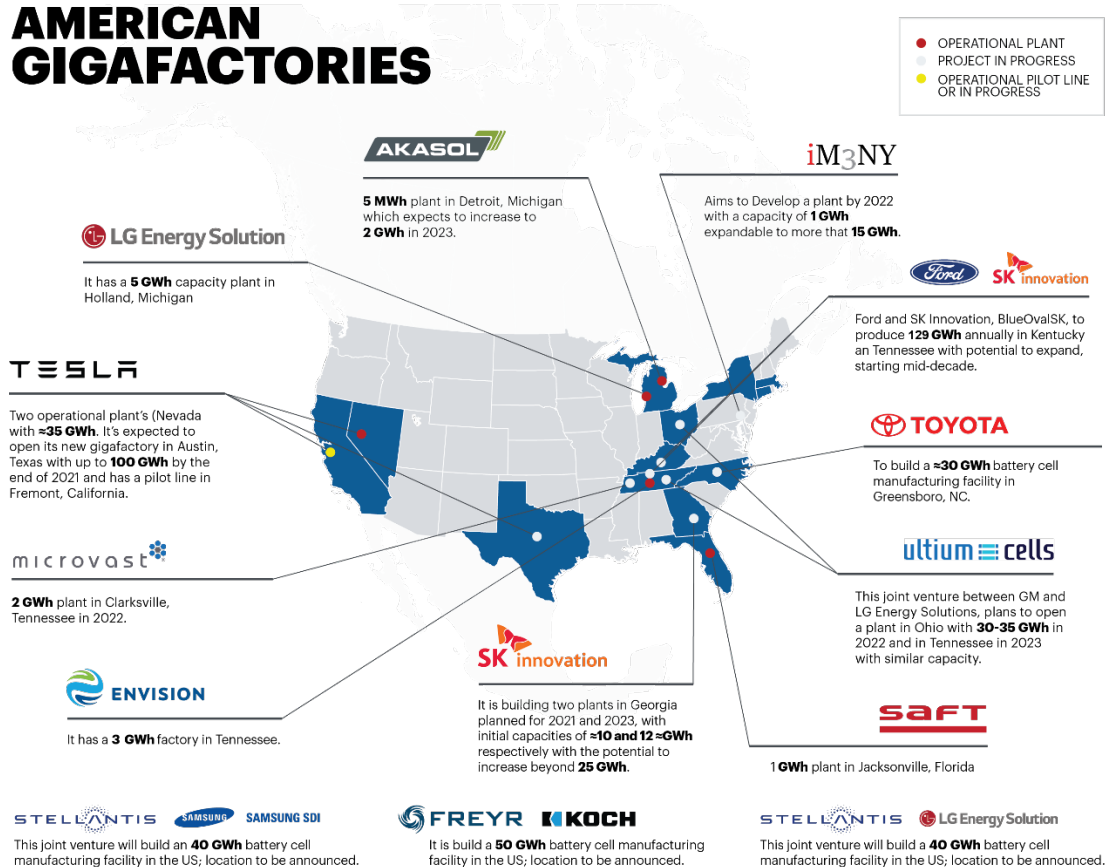 AMERICAN
GIGAFACTORIES
OPERATIONAL PLANT
PROJECT IN PROGRESS
OPERATIONAL PILOT LINE
OR IN PROGRESS
AKASOL
5 MWh plant in Detroit, Michigan
which expects to increase to
2 GWh in 2023.
iM3NY
Aims to Develop a plant by 2022
with a capacity of 1 GWh
expandable to more that 15 GWh.
LG Energy Solution
It has a 5 GWh capacity plant in
Holland, Michigan
Ford SK innovation
Ford and SK Innovation, BlueOvalSK, to
produce 129 GWh annually in Kentucky
an Tennessee with potential to expand,
starting mid-decade.
TESLA
Two operational plant's (Nevada
with ≈35 GWh. It's expected to
open its new gigafactory in Austin,
Texas with up to 100 GWh by the
end of 2021 and has a pilot line in
Fremont, California.
TOYOTA
To build a ≈30 GWh battery cell
manufacturing facility in
Greensboro, NC.
microvast
2 GWh plant in Clarksville,
Tennessee in 2022.
ultium cells
This joint venture between GM and
LG Energy Solutions, plans to open
a plant in Ohio with 30-35 GWh in
2022 and in Tennessee in 2023
with similar capacity.
ENVISION
It has a 3 GWh factory in Tennessee.
SK innovation
It is building two plants in Georgia
planned for 2021 and 2023, with
initial capacities of ≈10 and 12 ≈GWh
respectively with the potential to
increase beyond 25 GWh.
saft
1 GWh plant in Jacksonville, Florida
STELLANTIS SAMSUNG SAMSUNG SDI
This joint venture will build an 40 GWh battery cell
manufacturing facility in the US; location to be announced.
FREYR KOCH
It is build a 50 GWh battery cell manufacturing
facility in the US; location to be announced.
STELLANTIS LG Energy Solution
This joint venture will build a 40 GWh battery cell
manufacturing facility in the US; location to be announced.